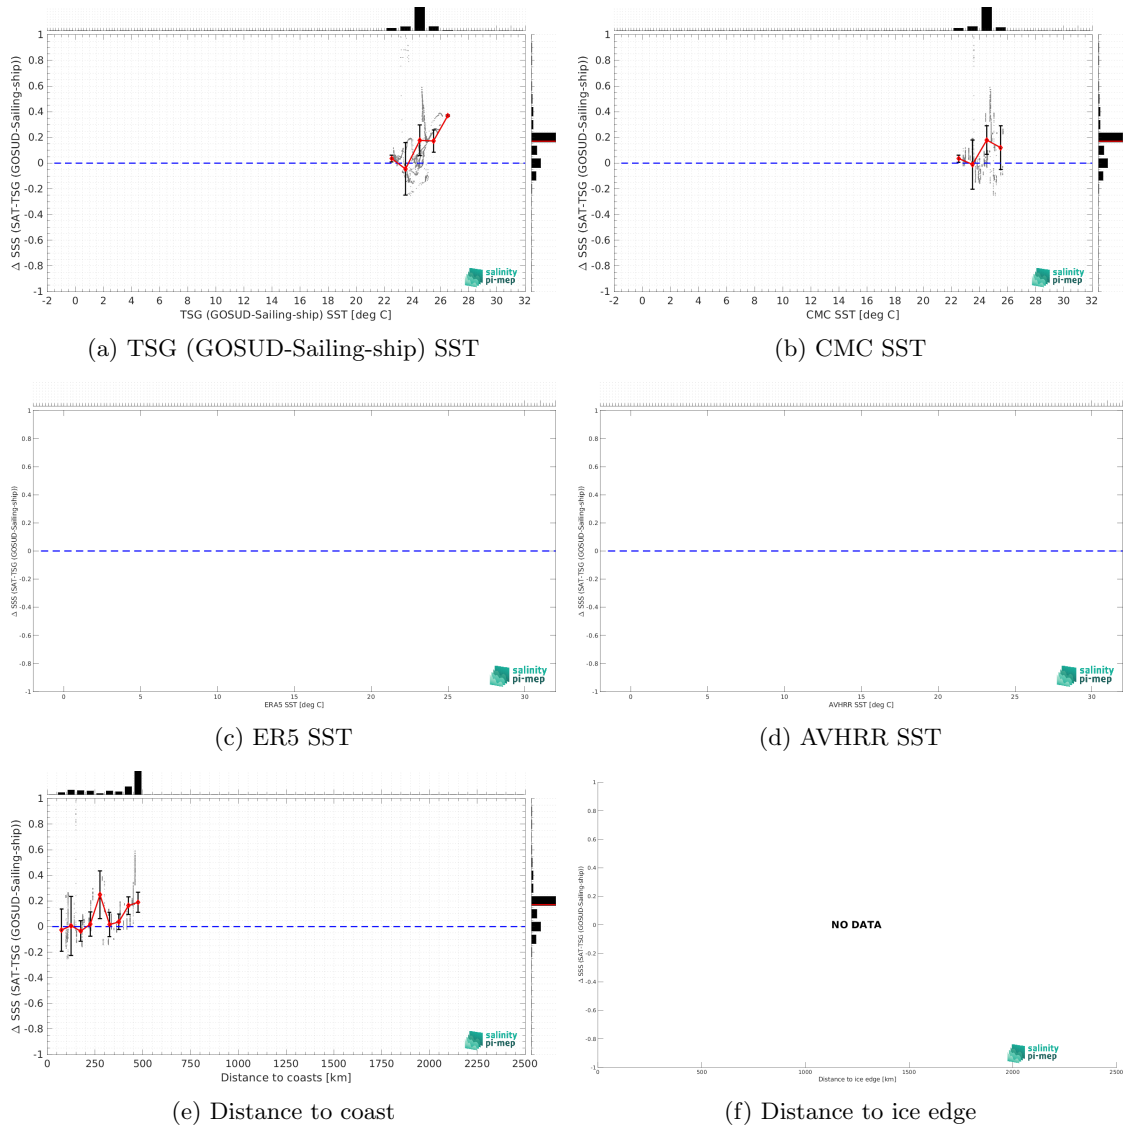 1
0.8
0.6
0.4
0.2
0
-0.2
-0.4
-0.6
-0.8
-1
Δ SSS (SAT-TSG (GOSUD-Sailing-ship))
salinity
pi-mep
-2 0 2 4 6 8 10 12 14 16 18 20 22 24 26 28 30 32
TSG (GOSUD-Sailing-ship) SST [deg C]
(a) TSG (GOSUD-Sailing-ship) SST
1
0.8
0.6
0.4
0.2
0
-0.2
-0.4
-0.6
-0.8
-1
Δ SSS (SAT-TSG (GOSUD-Sailing-ship))
salinity
pi-mep
-2 0 2 4 6 8 10 12 14 16 18 20 22 24 26 28 30 32
CMC SST [deg C]
(b) CMC SST
1
0.8
0.6
0.4
0.2
0
-0.2
-0.4
-0.6
-0.8
-1
Δ SSS (SAT-TSG (GOSUD-Sailing-ship))
salinity
pi-mep
0 5 10 15 20 25 30
ERA5 SST [deg C]
(c) ER5 SST
1
0.8
0.6
0.4
0.2
0
-0.2
-0.4
-0.6
-0.8
-1
Δ SSS (SAT-TSG (GOSUD-Sailing-ship))
salinity
pi-mep
0 5 10 15 20 25 30
AVHRR SST [deg C]
(d) AVHRR SST
1
0.8
0.6
0.4
0.2
0
-0.2
-0.4
-0.6
-0.8
-1
Δ SSS (SAT-TSG (GOSUD-Sailing-ship))
salinity
pi-mep
0 250 500 750 1000 1250 1500 1750 2000 2250 2500
Distance to coasts [km]
(e) Distance to coast
1
0.8
0.6
0.4
0.2
0
-0.2
-0.4
-0.6
-0.8
-1
Δ SSS (SAT-TSG (GOSUD-Sailing-ship))
NO DATA
salinity
pi-mep
0 500 1000 1500 2000 2500
Distance to ice edge [km]
(f) Distance to ice edge